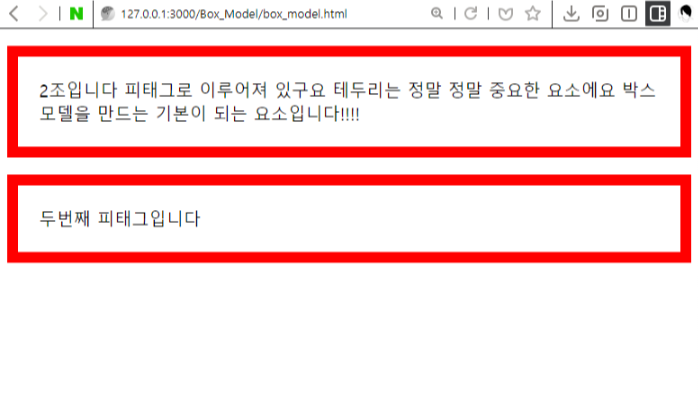 N
127.0.0.1:3000/Box_Model/box_model.html
2조입니다 피태그로 이루어져 있구요 테두리는 정말 정말 중요한 요소에요 박스
모델을 만드는 기본이 되는 요소입니다!!!!
두번째 피태그입니다